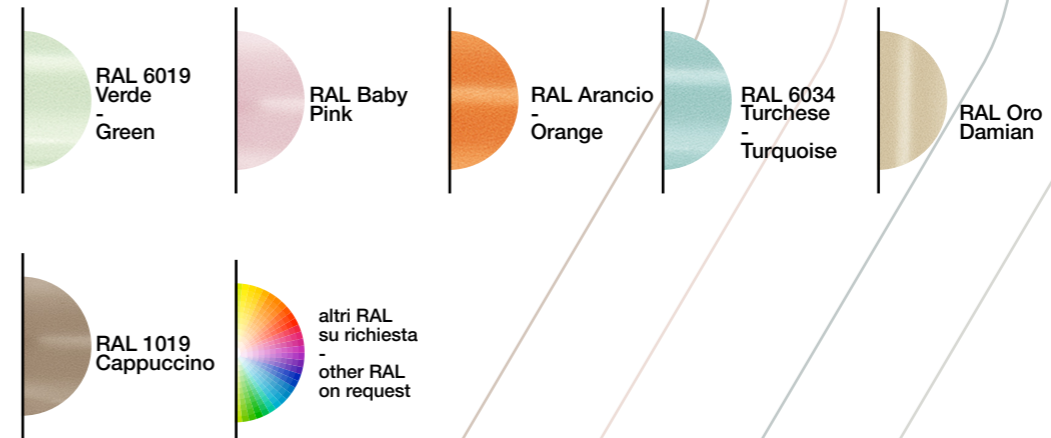 RAL 6019
Verde
-
Green
RAL Baby
Pink
RAL Arancio
-
Orange
RAL 6034
Turchese
-
Turquoise
RAL Oro
Damian
RAL 1019
Cappuccino
altri RAL
su richiesta
-
other RAL
on request